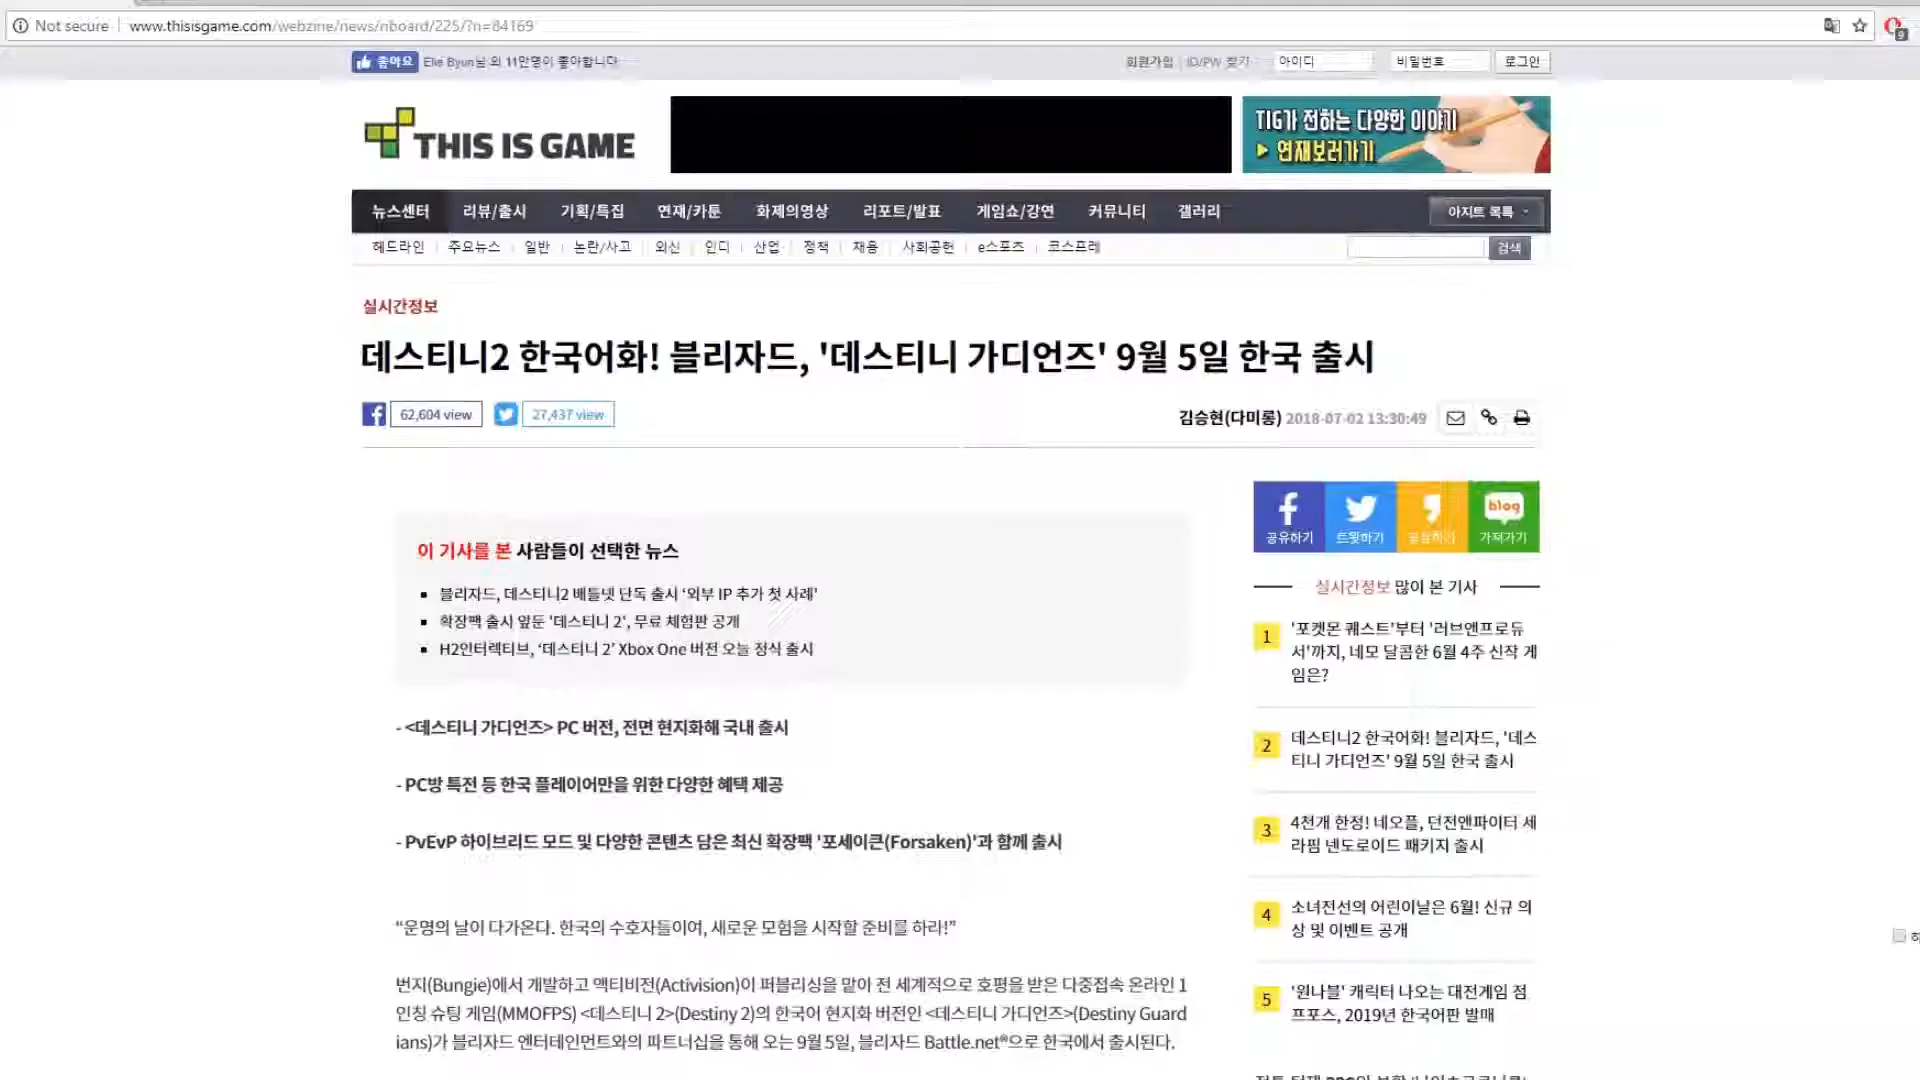 Not secure www.thisisgame.com/webzine/news/nboard/225/?n=84169
9
좋아요 Elie Byun님 외 11만명이 좋아합니다
회원가입 ID/PW 찾기 아이디 비밀번호 로그인
THIS IS GAME
TIG가 전하는 다양한 이야기
연재보러가기
뉴스센터 리뷰/출시 기획/특집 연재/카툰 화제의영상 리포트/발표 게임쇼/강연 커뮤니티 갤러리 아지트 목록
헤드라인 주요뉴스 일반 논란/사고 외신 인디 산업 정책 채용 사회공헌 e스포츠 코스프레 검색
실시간정보
데스티니2 한국어화! 블리자드, '데스티니 가디언즈' 9월 5일 한국 출시
62,604 view 27,437 view 김승현(다미롱) 2018-07-02 13:30:49
이 기사를 본 사람들이 선택한 뉴스
블리자드, 데스티니2 배틀넷 단독 출시 ‘외부 IP 추가 첫 사례’
확장팩 출시 앞둔 '데스티니 2‘, 무료 체험판 공개
H2인터렉티브, ‘데스티니 2’ Xbox One 버전 오늘 정식 출시
- <데스티니 가디언즈> PC 버전, 전면 현지화해 국내 출시
- PC방 특전 등 한국 플레이어만을 위한 다양한 혜택 제공
- PvEvP 하이브리드 모드 및 다양한 콘텐츠 담은 최신 확장팩 '포세이큰(Forsaken)'과 함께 출시
“운명의 날이 다가온다. 한국의 수호자들이여, 새로운 모험을 시작할 준비를 하라!”
번지(Bungie)에서 개발하고 액티비전(Activision)이 퍼블리싱을 맡아 전 세계적으로 호평을 받은 다중접속 온라인 1
인칭 슈팅 게임(MMOFPS) <데스티니 2>(Destiny 2)의 한국어 현지화 버전인 <데스티니 가디언즈>(Destiny Guard
ians)가 블리자드 엔터테인먼트와의 파트너십을 통해 오는 9월 5일, 블리자드 Battle.net®으로 한국에서 출시된다.
공유하기 트윗하기 가져가기
blog
실시간정보 많이 본 기사
1 '포켓몬 퀘스트'부터 '러브앤프로듀
서'까지, 네모 달콤한 6월 4주 신작 게
임은?
2 데스티니2 한국어화! 블리자드, '데스
티니 가디언즈' 9월 5일 한국 출시
3 4천개 한정! 네오플, 던전앤파이터 세
라핌 넨도로이드 패키지 출시
4 소녀전선의 어린이날은 6월! 신규 의
상 및 이벤트 공개
5 '원나블' 캐릭터 나오는 대전게임 점
프포스, 2019년 한국어판 발매